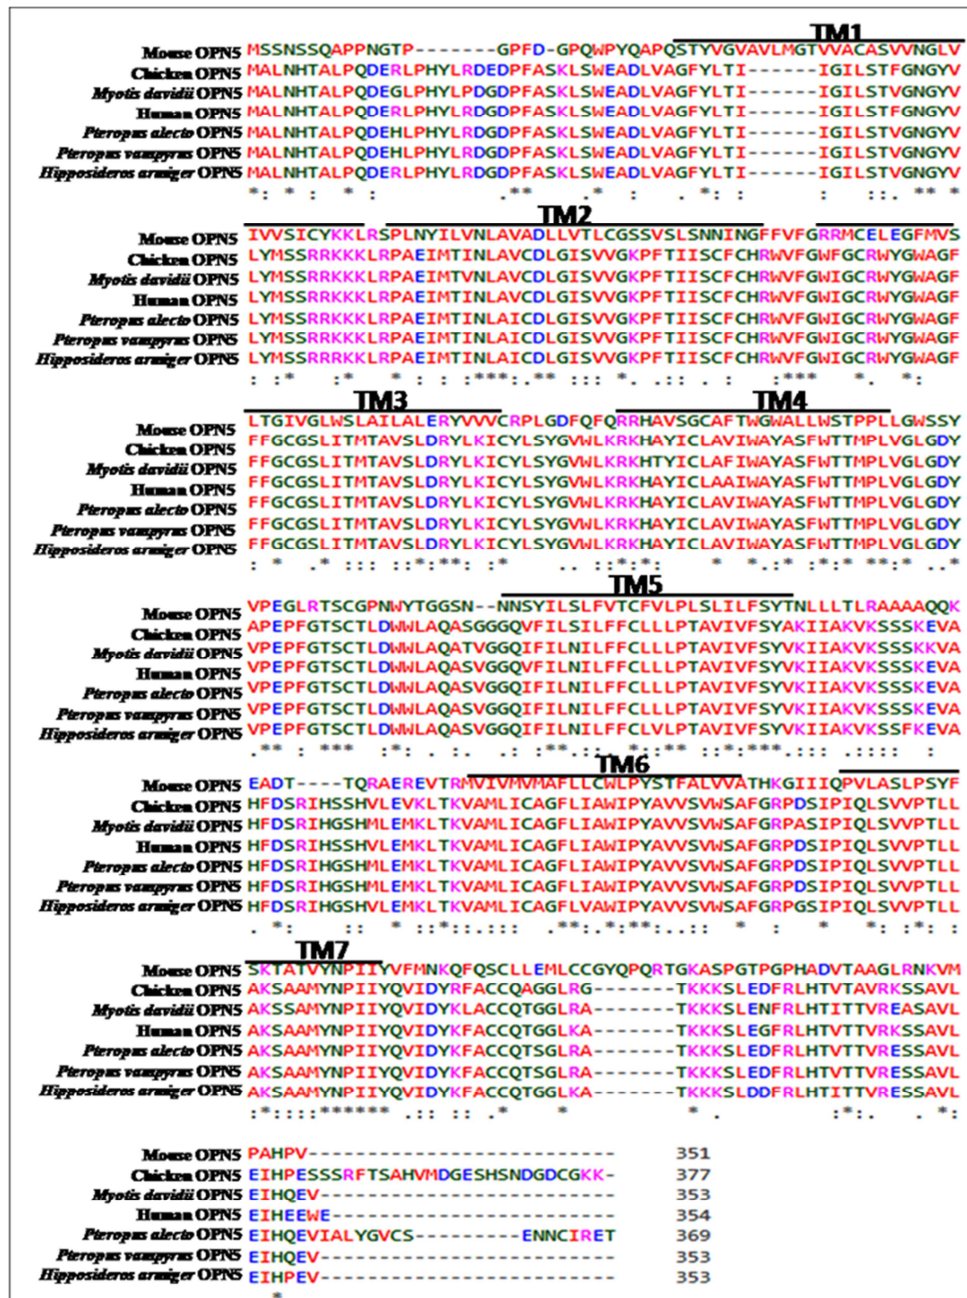 TM1
Mouse OPN5 MSSNSSQAPPNGTP-------GPFD-GPQWPYQAPQSTYVGVAVLMGTVVACASVVNGLV
Chicken OPN5 MALNHTALPQDERLPHYLRDEDPFASKLSWEADLVAGFYLTI------IGILSTFGNGYV
Myotis davidii OPN5 MALNHTALPQDEGLPHYLPDGDPFASKLSWEADLVAGFYLTI------IGILSTVGNGYV
Human OPN5 MALNHTALPQDERLPHYLRDGDPFASKLSWEADLVAGFYLTI------IGILSTFGNGYV
Pteropus alecto OPN5 MALNHTALPQDEHLPHYLRDGDPFASKLSWEADLVAGFYLTI------IGILSTVGNGYV
Pteropus vampyrus OPN5 MALNHTALPQDEHLPHYLRDGDPFASKLSWEADLVAGFYLTI------IGILSTVGNGYV
Hipposideros armiger OPN5 MALNHTALPQDERLPHYLRDGDPFASKLSWEADLVAGFYLTI------IGILSTVGNGYV
TM2
Mouse OPN5 IVVSICYKKLRSPLNYILVNLAVADLLVTLCGSSVSLSNNINGFFVFGRRMCELEGFMVS
Chicken OPN5 LYMSSRRKKKLRPAEIMTINLAVCDLGISVVGKPFTIISCFCHRWVFGWFGCRWYGWAGF
Myotis davidii OPN5 LYMSSRRKKKLRPAEIMTINLAVCDLGISVVGKPFTIISCFCHRWVFGWIGCRWYGWAGF
Human OPN5 LYMSSRRKKKLRPAEIMTVNLAVCDLGISVVGKPFTIISCFCHRWVFGWIGCRWYGWAGF
Pteropus alecto OPN5 LYMSSRRKKKLRPAEIMTINLAICDLGISVVGKPFTIISCFCHRWVFGWIGCRWYGWAGF
Pteropus vampyrus OPN5 LYMSSRRKKKLRPAEIMTINLAICDLGISVVGKPFTIISCFCHRWVFGWIGCRWYGWAGF
Hipposideros armiger OPN5 LYMSSRRRKKLRPAEIMTINLAICDLGISVVGKPFTIISCFCHRWVFGWIGCRWYGWAGF
TM3 TM4
Mouse OPN5 LTGIVGLWSLAILALERYVVVCRPLGDFQFQRRHAVSGCAFTWGWALLWSTPPLLGWSSY
Chicken OPN5 FFGCGSLITMTAVSLDRYLKICYLSYGVWLKRKHAYICLAVIWAYASFWTTMPLVGLGDY
Myotis davidii OPN5 FFGCGSLITMTAVSLDRYLKICYLSYGVWLKRKHTYICLAFIWAYASFWTTMPLVGLGDY
Human OPN5 FFGCGSLITMTAVSLDRYLKICYLSYGVWLKRKHAYICLAAIWAYASFWTTMPLVGLGDY
Pteropus alecto OPN5 FFGCGSLITMTAVSLDRYLKICYLSYGVWLKRKHAYICLAVIWAYASFWTTMPLVGLGDY
Pteropus vampyrus OPN5 FFGCGSLITMTAVSLDRYLKICYLSYGVWLKRKHAYICLAVIWAYASFWTTMPLVGLGDY
Hipposideros armiger OPN5 FFGCGSLITMTAVSLDRYLKICYLSYGVWLKRKHAYICLAVIWAYASFWTTMPLVGLGDY
TM5
Mouse OPN5 VPEGLRTSCGPNWYTGGSN--NNSYILSLFVTCFVLPLSLILFSYTNLLLTLRAAAAQQK
Chicken OPN5 APEPFGTSCTLDWWLAQASGGGQVFILSILFFCLLLPTAVIVFSYAKIIAKVKSSSKEVA
Myotis davidii OPN5 VPEPFGTSCTLDWWLAQATVGGQIFILNILFFCLLLPTAVIVFSYVKIIAKVKSSSKKVA
Human OPN5 VPEPFGTSCTLDWWLAQASVGGQIFILNILFFCLLLPTAVIVFSYVKIIAKVKSSSKEVA
Pteropus alecto OPN5 VPEPFGTSCTLDWWLAQASVGGQIFILNILFFCLLLPTAVIVFSYVKIIAKVKSSSKEVA
Pteropus vampyrus OPN5 VPEPFGTSCTLDWWLAQASVGGQIFILNILFFCLLLPTAVIVFSYVKIIAKVKSSSKEVA
Hipposideros armiger OPN5 VPEPFGTSCTLDWWLAQASVGGQIFILNILFFCLVLPTAVIVFSYVKIIAKVKSSFKEVA
TM6
Mouse OPN5 EADT----TQRAEREVTRMVIVMVMAFLLCWLPYSTFALVVATHKGIIIQPVLASLPSYF
Chicken OPN5 HFDSRIHSSHVLEVKLTKVAMLICAGFLIAWIPYAVVSVWSAFGRPDSIPIQLSVVPTLL
Myotis davidii OPN5 HFDSRIHGSHMLEMKLTKVAMLICAGFLIAWIPYAVVSVWSAFGRPASIPIQLSVVPTLL
Human OPN5 HFDSRIHSSHVLEMKLTKVAMLICAGFLIAWIPYAVVSVWSAFGRPDSIPIQLSVVPTLL
Pteropus alecto OPN5 HFDSRIHGSHMLEMKLTKVAMLICAGFLIAWIPYAVVSVWSAFGRPDSIPIQLSVVPTLL
Pteropus vampyrus OPN5 HFDSRIHGSHMLEMKLTKVAMLICAGFLIAWIPYAVVSVWSAFGRPDSIPIQLSVVPTLL
Hipposideros armiger OPN5 HFDSRIHGSHVLEMKLTKVAMLICAGFLVAWIPYAVVSVWSAFGRPGSIPIQLSVVPTLL
TM7
Mouse OPN5 SKTATVYNPIIYVFMNKQFQSCLLEMLCCGYQPQRTGKASPGTPGPHADVTAAGLRNKVM
Chicken OPN5 AKSAAMYNPIIYQVIDYRFACCQAGGLRG-------TKKKSLEDFRLHTVTAVRKSSAVL
Myotis davidii OPN5 AKSSAMYNPIIYQVIDYKLACCQTGGLRA-------TKKKSLENFRLHTITTVREASAVL
Human OPN5 AKSAAMYNPIIYQVIDYKFACCQTGGLKA-------TKKKSLEGFRLHTVTTVRKSSAVL
Pteropus alecto OPN5 AKSAAMYNPIIYQVIDYKFACCQTSGLRA-------TKKKSLEDFRLHTVTTVRESSAVL
Pteropus vampyrus OPN5 AKSAAMYNPIIYQVIDYKFACCQTSGLRA-------TKKKSLEDFRLHTVTTVRESSAVL
Hipposideros armiger OPN5 AKSAAMYNPIIYQVIDYKFACCQTGGLKA-------TKKKSLDDFRLHTITTVRESSAVL
Mouse OPN5 PAHPV---------------------------- 351
Chicken OPN5 EIHPESSSRFTSAHVMDGESHSNDGDCGKK- 377
Myotis davidii OPN5 EIHQEV--------------------------- 353
Human OPN5 EIHEEWE-------------------------- 354
Pteropus alecto OPN5 EIHQEVIALYGVCS----------ENNCIRET 369
Pteropus vampyrus OPN5 EIHQEV--------------------------- 353
Hipposideros armiger OPN5 EIHPEV--------------------------- 353